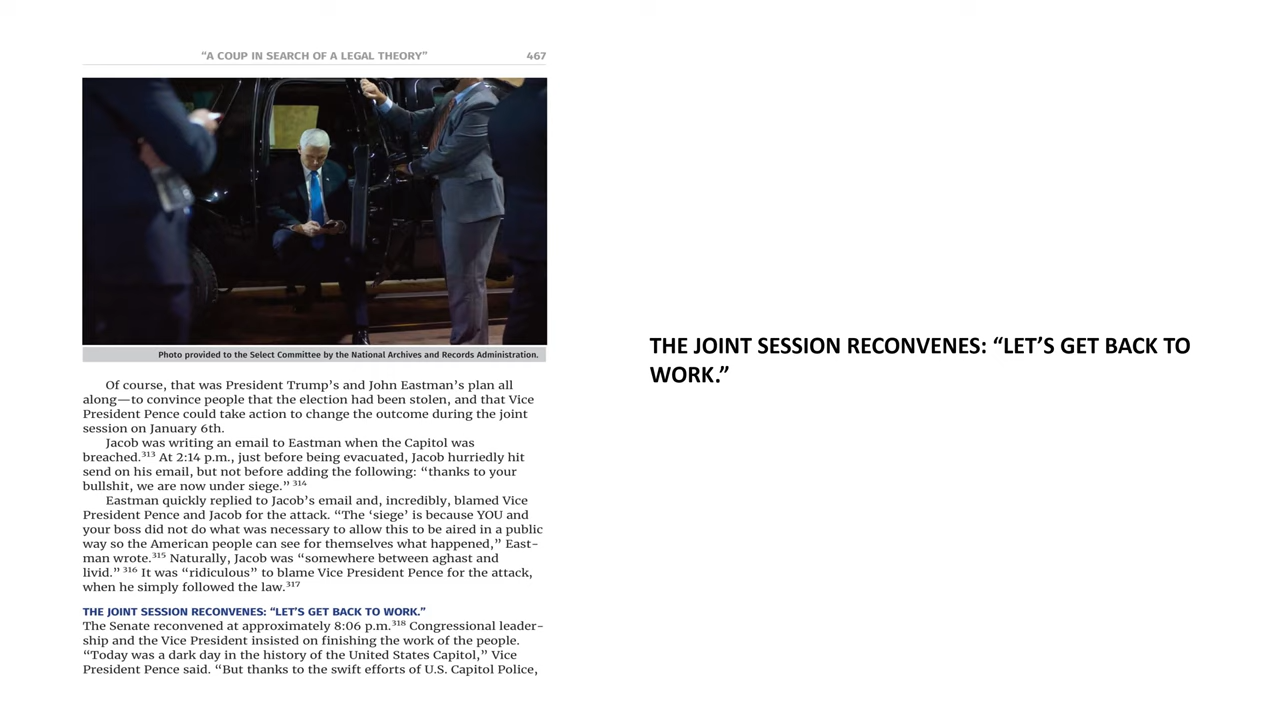 “A COUP IN SEARCH OF A LEGAL THEORY” 467
Photo provided to the Select Committee by the National Archives and Records Administration.
Of course, that was President Trump’s and John Eastman’s plan all
along—to convince people that the election had been stolen, and that Vice
President Pence could take action to change the outcome during the joint
session on January 6th.
Jacob was writing an email to Eastman when the Capitol was
breached.³¹³ At 2:14 p.m., just before being evacuated, Jacob hurriedly hit
send on his email, but not before adding the following: “thanks to your
bullshit, we are now under siege.” ³¹⁴
Eastman quickly replied to Jacob’s email and, incredibly, blamed Vice
President Pence and Jacob for the attack. “The ‘siege’ is because YOU and
your boss did not do what was necessary to allow this to be aired in a public
way so the American people can see for themselves what happened,” East-
man wrote.³¹⁵ Naturally, Jacob was “somewhere between aghast and
livid.” ³¹⁶ It was “ridiculous” to blame Vice President Pence for the attack,
when he simply followed the law.³¹⁷
THE JOINT SESSION RECONVENES: “LET’S GET BACK TO WORK.”
The Senate reconvened at approximately 8:06 p.m.³¹⁸ Congressional leader-
ship and the Vice President insisted on finishing the work of the people.
“Today was a dark day in the history of the United States Capitol,” Vice
President Pence said. “But thanks to the swift efforts of U.S. Capitol Police,
THE JOINT SESSION RECONVENES: “LET’S GET BACK TO
WORK.”